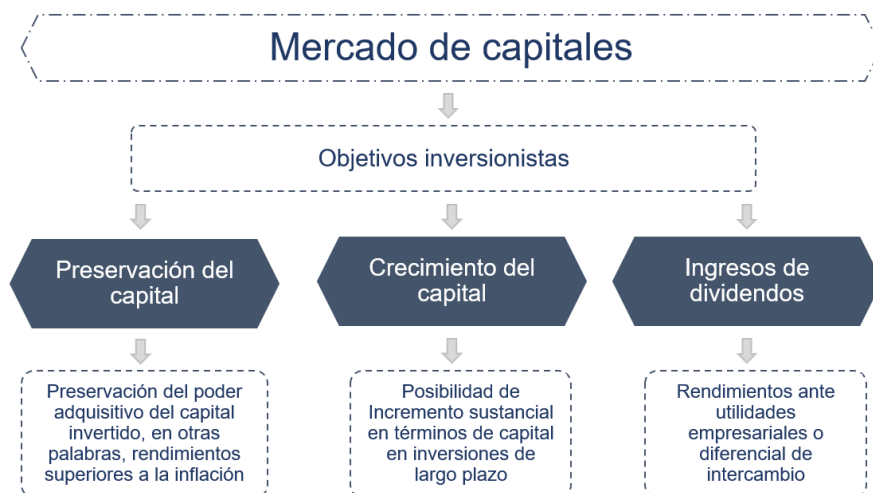 Mercado de capitales
Objetivos inversionistas
Preservación del
capital
Crecimiento del
capital
Ingresos de
dividendos
Preservación del poder
adquisitivo del capital
invertido, en otras
palabras, rendimientos
superiores a la inflación
Posibilidad de
Incremento sustancial
en términos de capital
en inversiones de
largo plazo
Rendimientos ante
utilidades
empresariales o
diferencial de
intercambio